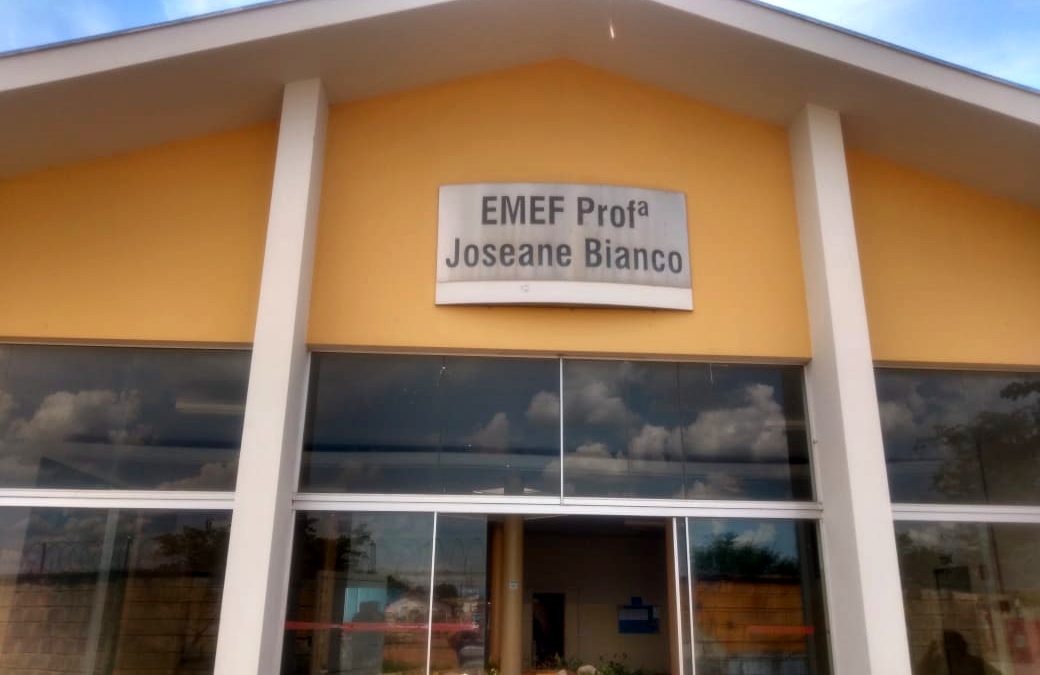 EMEF Profª
Joseane Bianco